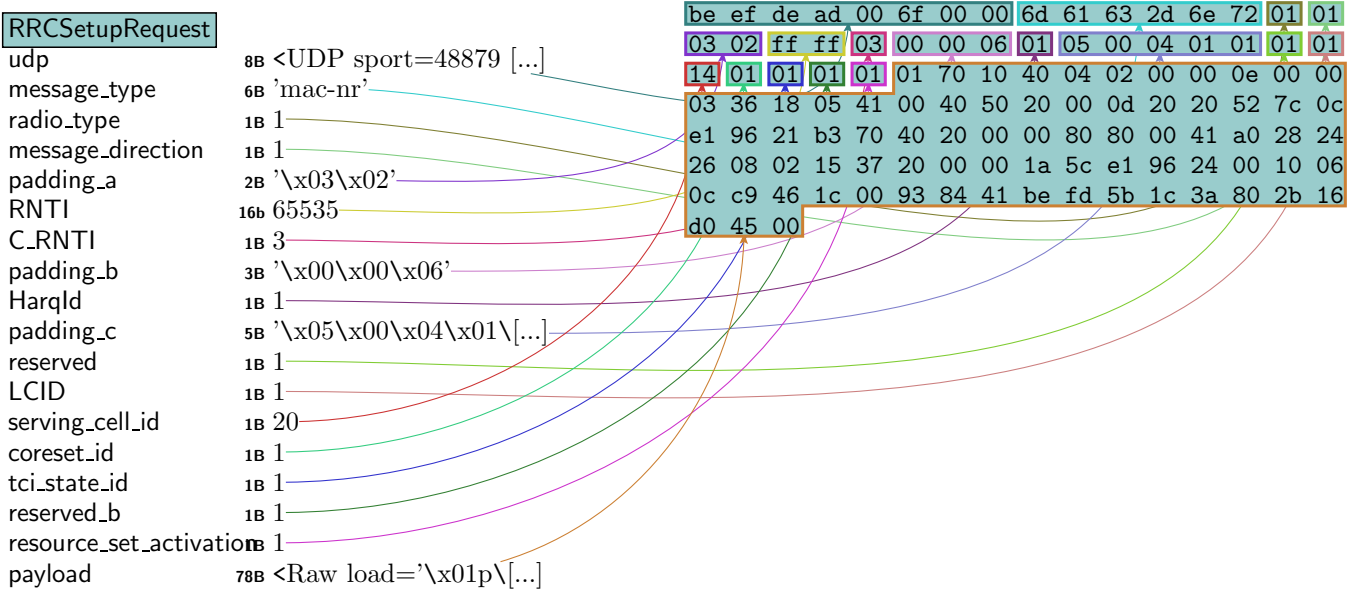 RRCSetupRequest
udp 8B <UDP sport=48879 [...]
message_type 6B 'mac-nr'
radio_type 1B 1
message_direction 1B 1
padding_a 2B '\x03\x02'
RNTI 16b 65535
C_RNTI 1B 3
padding_b 3B '\x00\x00\x06'
HarqId 1B 1
padding_c 5B '\x05\x00\x04\x01\[...]
reserved 1B 1
LCID 1B 1
serving_cell_id 1B 20
coreset_id 1B 1
tci_state_id 1B 1
reserved_b 1B 1
resource_set_activation 1B 1
payload 78B <Raw load='\x01p\[...]
be ef de ad 00 6f 00 00 6d 61 63 2d 6e 72 01 01
03 02 ff ff 03 00 00 06 01 05 00 04 01 01 01 01
14 01 01 01 01 01 70 10 40 04 02 00 00 0e 00 00
03 36 18 05 41 00 40 50 20 00 0d 20 20 52 7c 0c
e1 96 21 b3 70 40 20 00 00 80 80 00 41 a0 28 24
26 08 02 15 37 20 00 00 1a 5c e1 96 24 00 10 06
0c c9 46 1c 00 93 84 41 be fd 5b 1c 3a 80 2b 16
d0 45 00